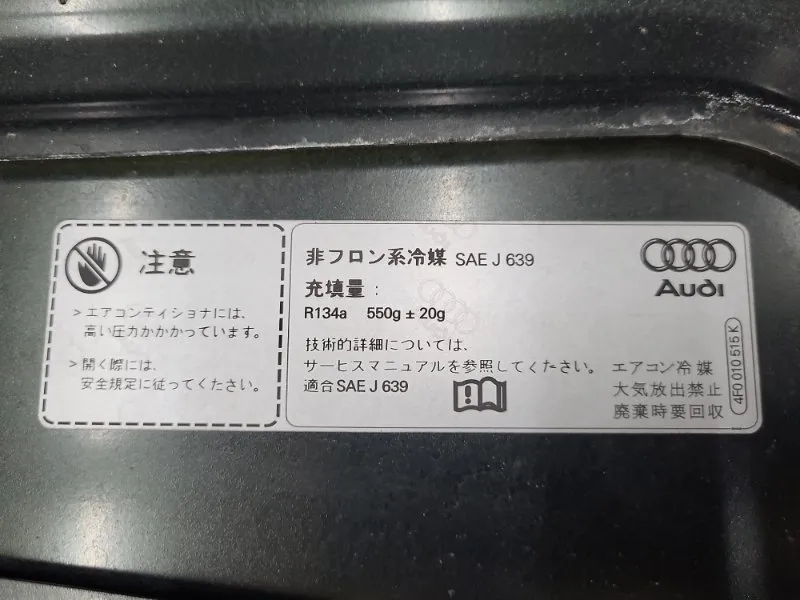 注意
> エアコンディショナには、
高い圧力がかかっています。
> 開く際には、
安全規定に従ってください。
非フロン系冷媒 SAE J 639
充填量 :
R134a 550g ± 20g
技術的詳細については、
サービスマニュアルを参照してください。
適合 SAE J 639
Audi
エアコン冷媒
大気放出禁止
廃棄時要回収
4F0 010 515 K